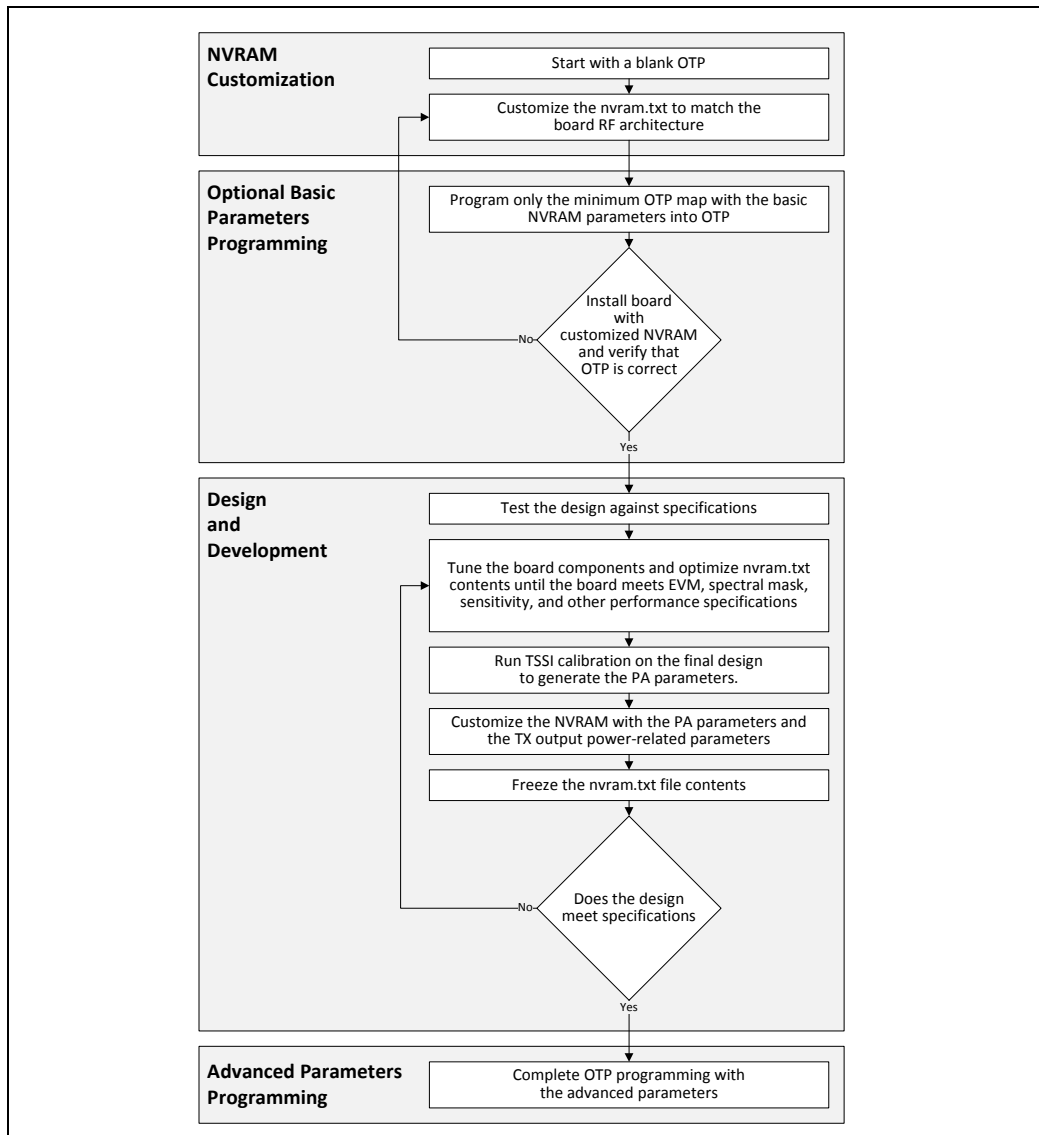 NVRAM
Customization
Start with a blank OTP
Customize the nvram.txt to match the
board RF architecture
Optional Basic
Parameters
Programming
Program only the minimum OTP map with the basic
NVRAM parameters into OTP
Install board
with
customized NVRAM
and verify that
OTP is correct
No
Yes
Design
and
Development
Test the design against specifications
Tune the board components and optimize nvram.txt
contents until the board meets EVM, spectral mask,
sensitivity, and other performance specifications
Run TSSI calibration on the final design
to generate the PA parameters.
Customize the NVRAM with the PA parameters and
the TX output power-related parameters
Freeze the nvram.txt file contents
Does the design
meet specifications
No
Yes
Advanced Parameters
Programming
Complete OTP programming with
the advanced parameters